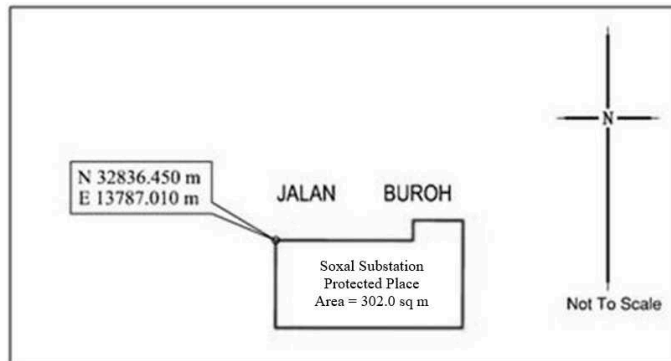 N 32836.450 m
E 13787.010 m
JALAN BUROH
Soxal Substation
Protected Place
Area = 302.0 sq m
N
Not To Scale